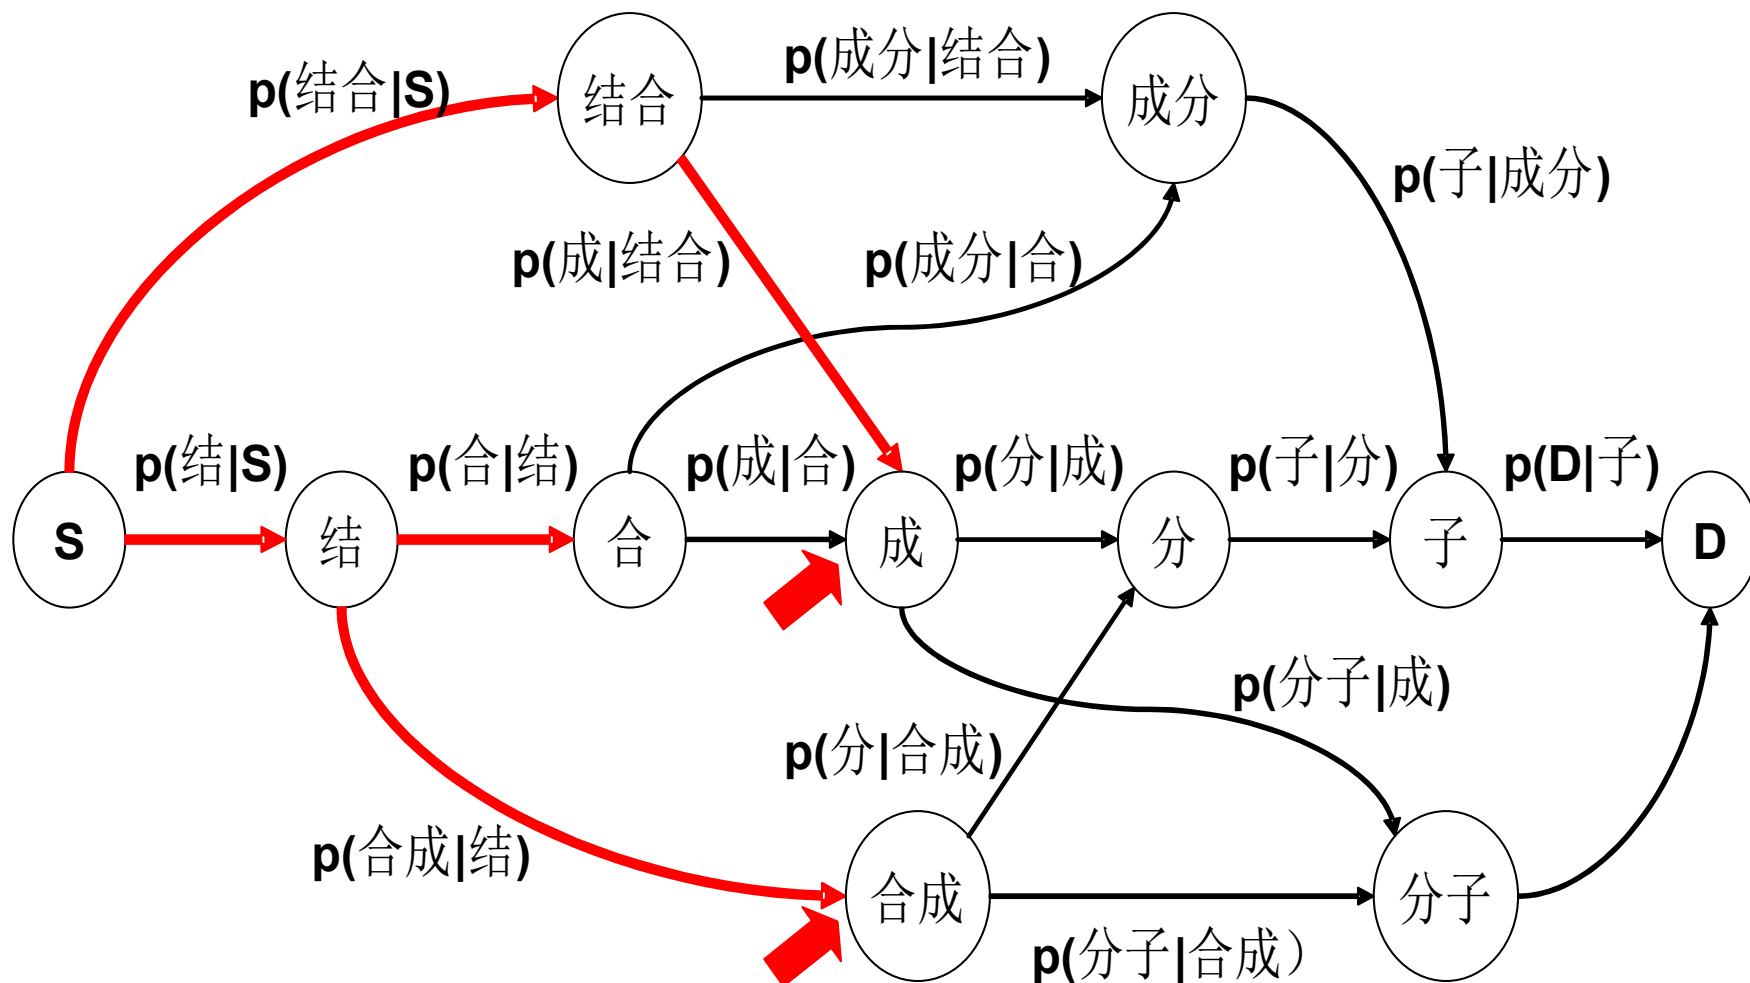 p(成分|结合)
p(结合|S)
结合
成分
p(子|成分)
p(成|结合)
p(成分|合)
p(结|S)
p(合|结)
p(成|合)
p(分|成)
p(子|分)
p(D|子)
S
结
合
成
分
子
D
p(分子|成)
p(分|合成)
p(合成|结)
合成
分子
p(分子|合成）